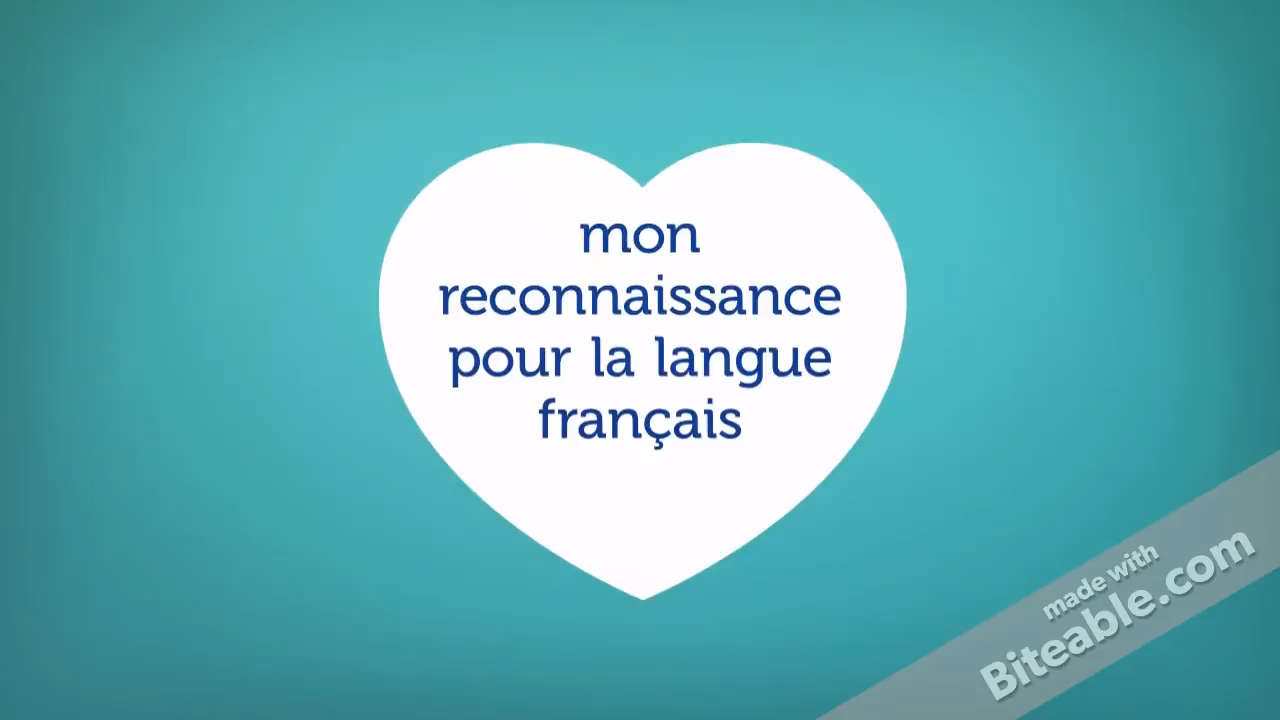 mon
reconnaissance
pour la langue
français
made with
Biteable.com